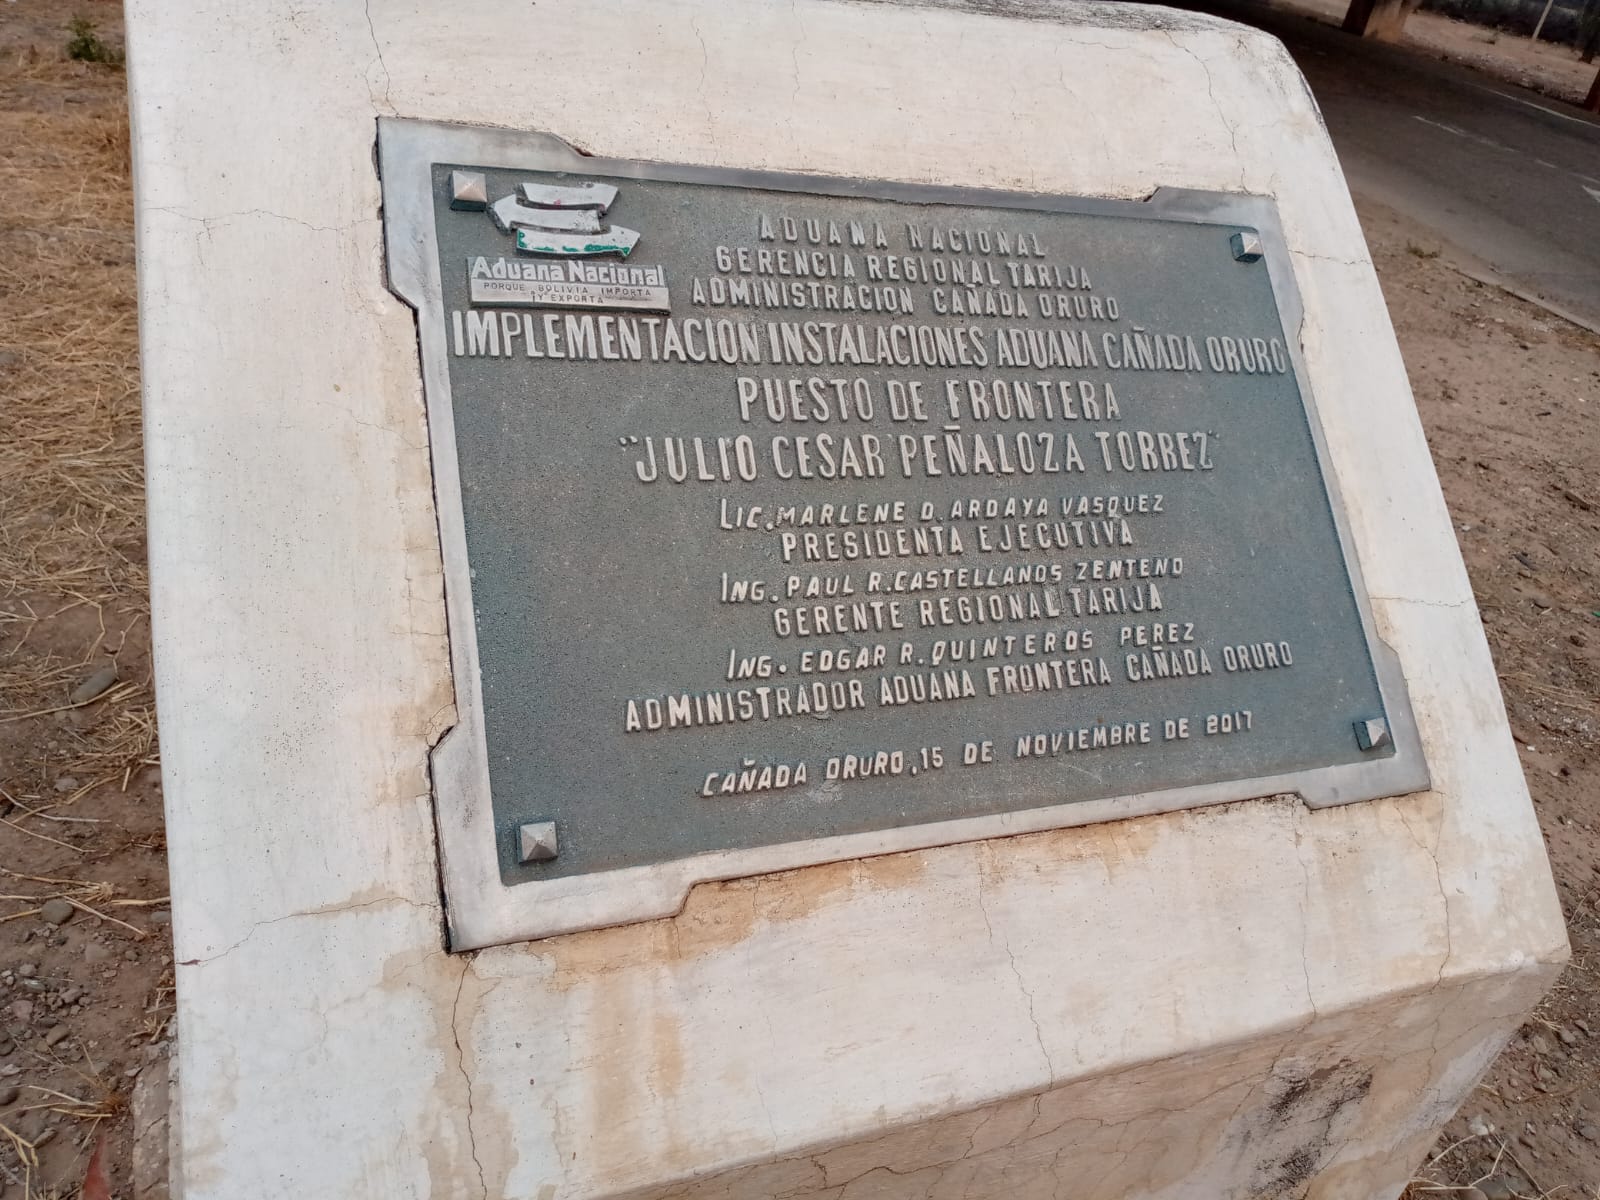 Aduana Nacional
PORQUE BOLIVIA IMPORTA
Y EXPORTA
ADUANA NACIONAL
GERENCIA REGIONAL TARIJA
ADMINISTRACION CAÑADA ORURO
IMPLEMENTACION INSTALACIONES ADUANA CAÑADA ORURO
PUESTO DE FRONTERA
"JULIO CESAR PEÑALOZA TORREZ"
LIC. MARLENE D. ARDAYA VASQUEZ
PRESIDENTA EJECUTIVA
ING. PAUL R. CASTELLANOS ZENTENO
GERENTE REGIONAL TARIJA
ING. EDGAR R. QUINTEROS PEREZ
ADMINISTRADOR ADUANA FRONTERA CAÑADA ORURO
CAÑADA ORURO, 15 DE NOVIEMBRE DE 2017